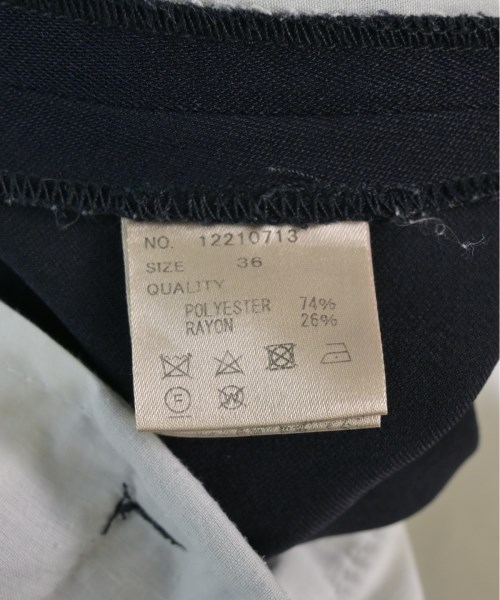 NO. 12210713
SIZE 36
QUALITY
POLYESTER 74%
RAYON 26%
F W